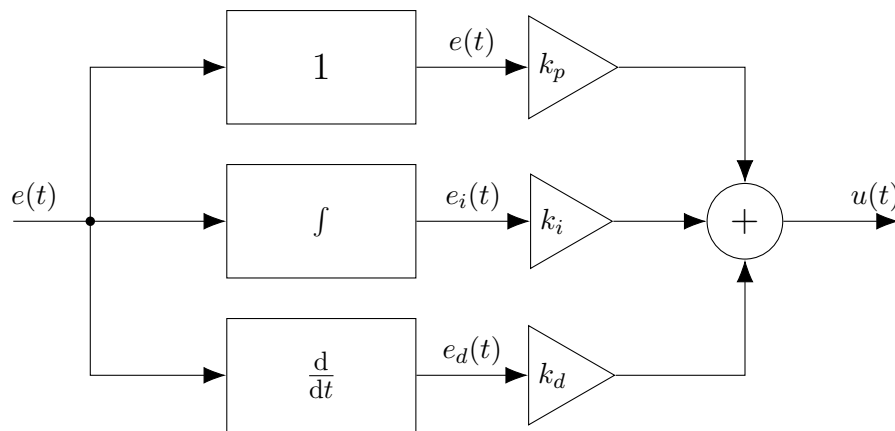 1 e(t) k_p
e(t) ∫ e_i(t) k_i + u(t)
d/dt e_d(t) k_d